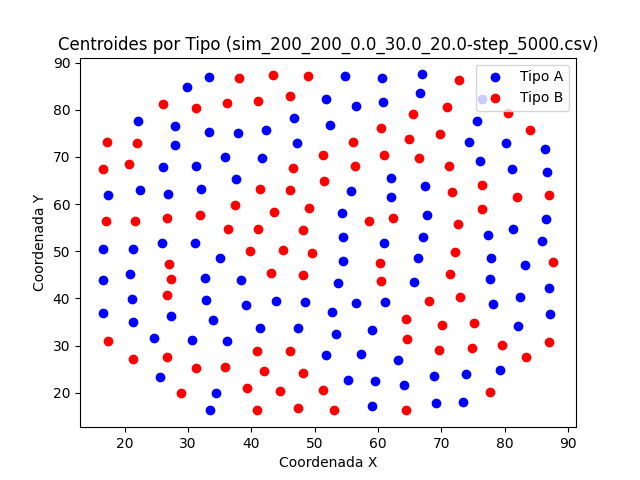 Centroides por Tipo (sim_200_200_0.0_30.0_20.0-step_5000.csv)
Tipo A
Tipo B
Coordenada Y
90
80
70
60
50
40
30
20
20 30 40 50 60 70 80 90
Coordenada X